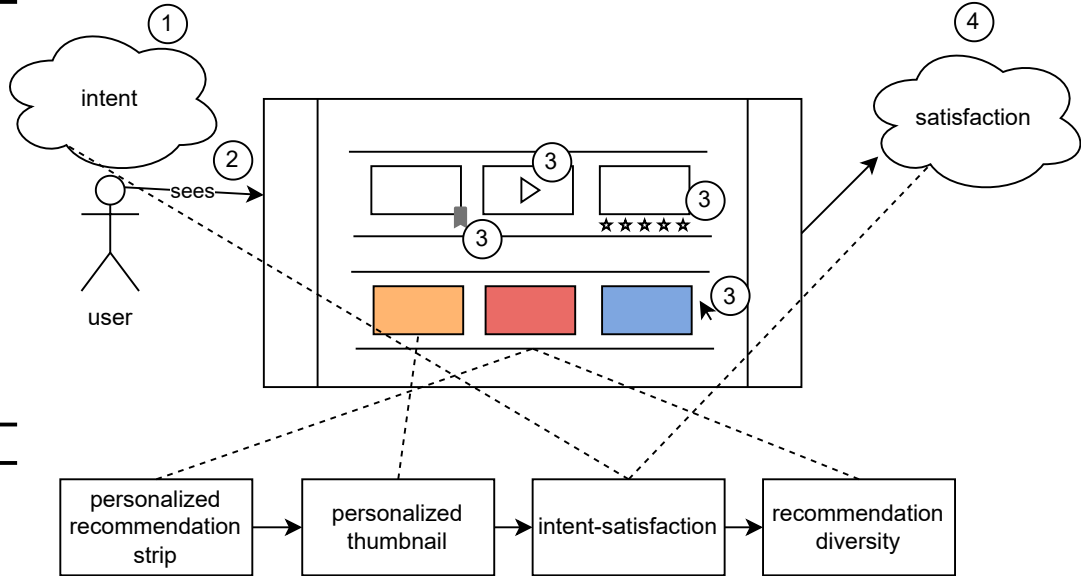 1
4
intent
satisfaction
2
3
sees
3
3
3
user
personalized
recommendation
strip
personalized
thumbnail
intent-satisfaction
recommendation
diversity